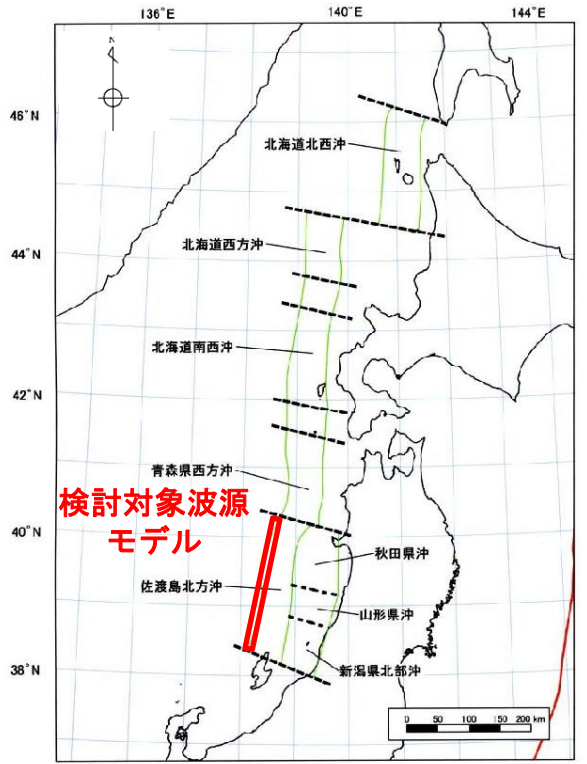 136°E
140°E
144°E
N
46°N
北海道北西沖
北海道西方沖
44°N
北海道南西沖
42°N
青森県西方沖
検討対象波源
モデル
40°N
秋田県沖
佐渡島北方沖
山形県沖
新潟県北部沖
38°N
0 50 100 150 200 km